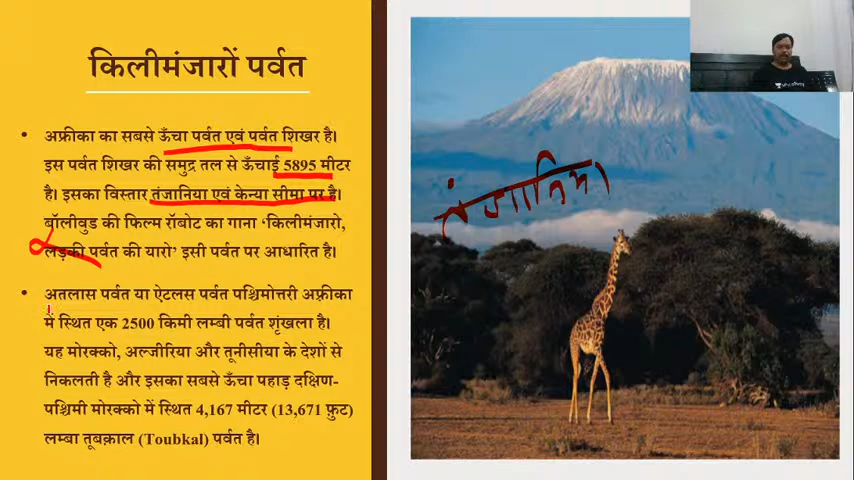 किलीमंजारों पर्वत
अफ्रीका का सबसे ऊँचा पर्वत एवं पर्वत शिखर है।
इस पर्वत शिखर की समुद्र तल से ऊँचाई 5895 मीटर
है। इसका विस्तार तंजानिया एवं केन्या सीमा पर है।
बॉलीवुड की फिल्म रॉबोट का गाना ‘किलीमंजारो,
लड़की पर्वत की यारो’ इसी पर्वत पर आधारित है।
अतलास पर्वत या ऐटलस पर्वत पश्चिमोत्तरी अफ़्रीका
में स्थित एक 2500 किमी लम्बी पर्वत शृंखला है।
यह मोरक्को, अल्जीरिया और तूनीसीया के देशों से
निकलती है और इसका सबसे ऊँचा पहाड़ दक्षिण-
पश्चिमी मोरक्को में स्थित 4,167 मीटर (13,671 फ़ुट)
लम्बा तूबक़ाल (Toubkal) पर्वत है।